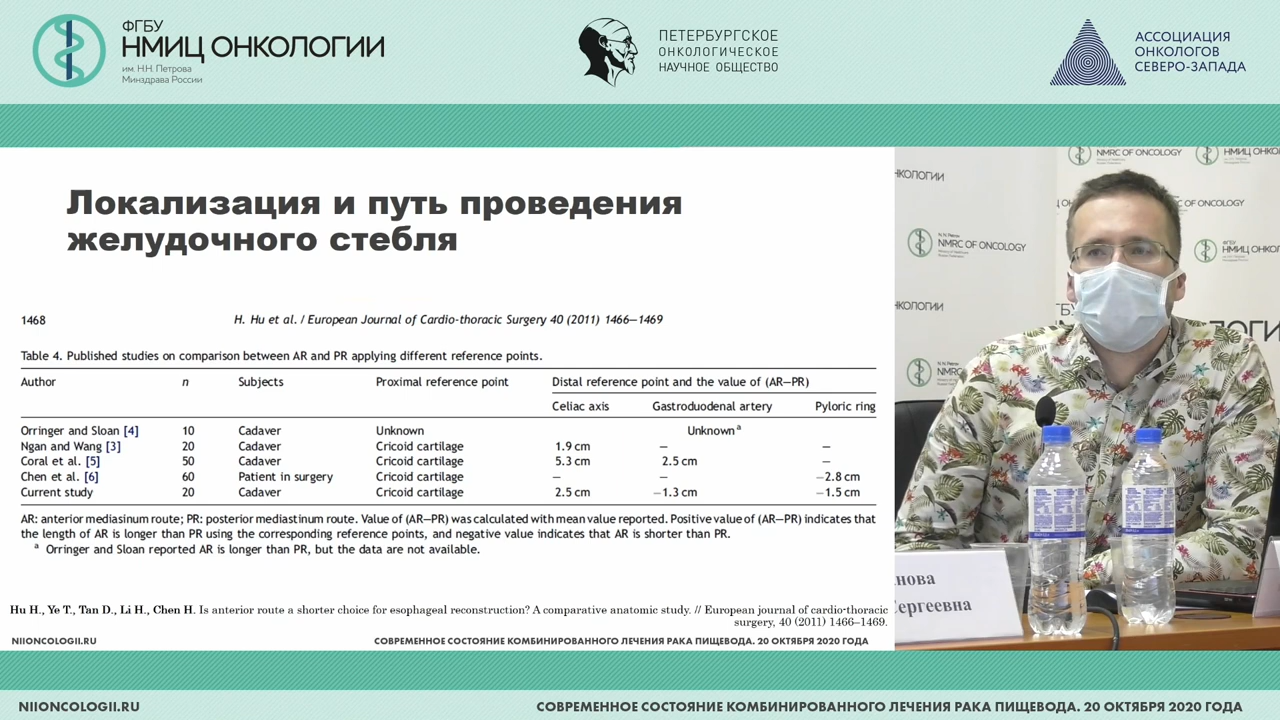 ФГБУ
НМИЦ ОНКОЛОГИИ
им. Н.Н. Петрова
Минздрава России
ПЕТЕРБУРГСКОЕ
ОНКОЛОГИЧЕСКОЕ
НАУЧНОЕ ОБЩЕСТВО
АССОЦИАЦИЯ
ОНКОЛОГОВ
СЕВЕРО-ЗАПАДА
Локализация и путь проведения
желудочного стебля
1468 H. Hu et al. / European Journal of Cardio-thoracic Surgery 40 (2011) 1466—1469
Table 4. Published studies on comparison between AR and PR applying different reference points.
Author n Subjects Proximal reference point Distal reference point and the value of (AR—PR)
Celiac axis Gastroduodenal artery Pyloric ring
Orringer and Sloan [4] 10 Cadaver Unknown Unknown a
Ngan and Wang [3] 20 Cadaver Cricoid cartilage 1.9 cm — —
Coral et al. [5] 50 Cadaver Cricoid cartilage 5.3 cm 2.5 cm —
Chen et al. [6] 60 Patient in surgery Cricoid cartilage — — −2.8 cm
Current study 20 Cadaver Cricoid cartilage 2.5 cm −1.3 cm −1.5 cm
AR: anterior mediasinum route; PR: posterior mediastinum route. Value of (AR—PR) was calculated with mean value reported. Positive value of (AR—PR) indicates that
the length of AR is longer than PR using the corresponding reference points, and negative value indicates that AR is shorter than PR.
a Orringer and Sloan reported AR is longer than PR, but the data are not available.
Hu H., Ye T., Tan D., Li H., Chen H. Is anterior route a shorter choice for esophageal reconstruction? A comparative anatomic study. // European journal of cardio-thoracic
surgery, 40 (2011) 1466–1469.
NIIONCOLOGII.RU СОВРЕМЕННОЕ СОСТОЯНИЕ КОМБИНИРОВАННОГО ЛЕЧЕНИЯ РАКА ПИЩЕВОДА. 20 ОКТЯБРЯ 2020 ГОДА
NMRC OF ONCOLOGY
НМИЦ ОНКОЛ
НКОЛОГИИ
NMRC OF ONCOLOGY
ФГБУ
НМИЦ ОНКОЛОГИИ
НКОЛОГИИ
NMRC
нова
Сергеевна
NIIONCOLOGII.RU
СОВРЕМЕННОЕ СОСТОЯНИЕ КОМБИНИРОВАННОГО ЛЕЧЕНИЯ РАКА ПИЩЕВОДА. 20 ОКТЯБРЯ 2020 ГОДА